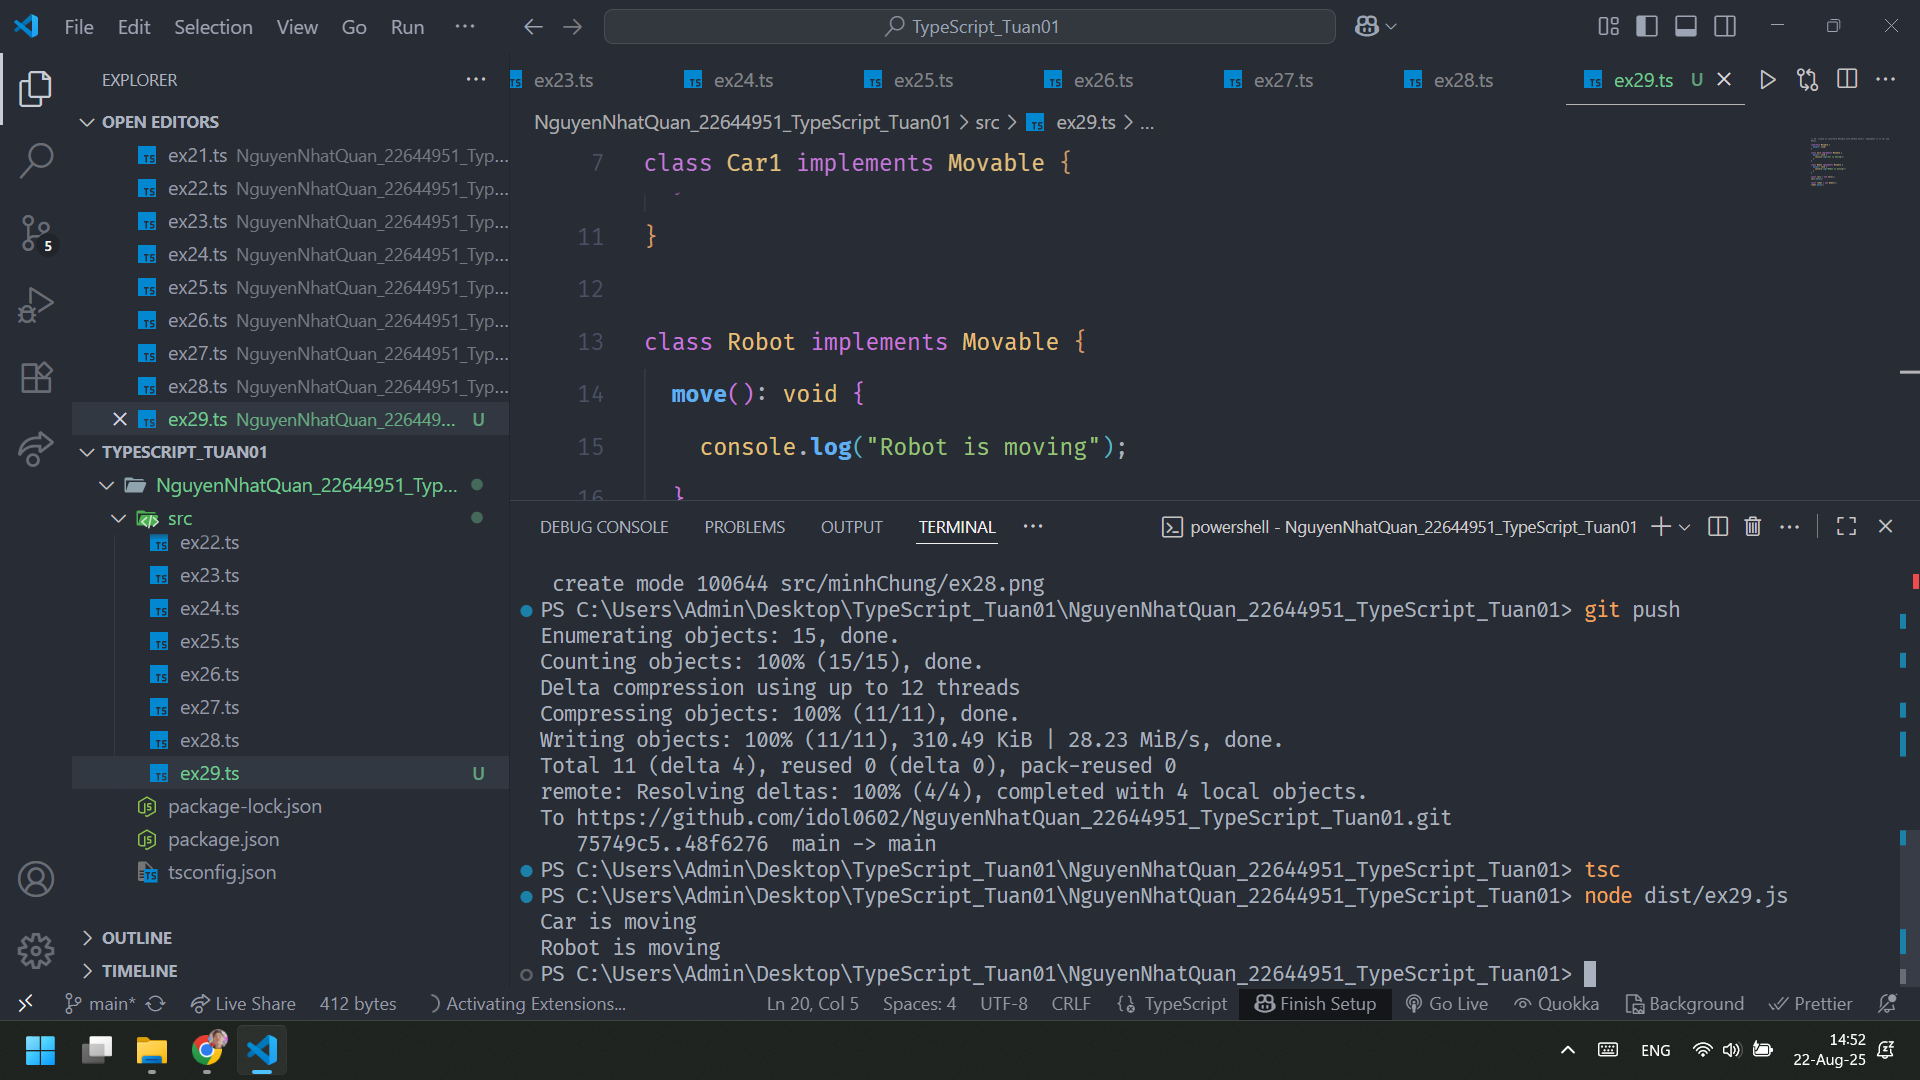 File Edit Selection View Go Run ··· TypeScript_Tuan01
EXPLORER ···
OPEN EDITORS
ex21.ts NguyenNhatQuan_22644951_Typ...
ex22.ts NguyenNhatQuan_22644951_Typ...
ex23.ts NguyenNhatQuan_22644951_Typ...
ex24.ts NguyenNhatQuan_22644951_Typ...
ex25.ts NguyenNhatQuan_22644951_Typ...
ex26.ts NguyenNhatQuan_22644951_Typ...
ex27.ts NguyenNhatQuan_22644951_Typ...
ex28.ts NguyenNhatQuan_22644951_Typ...
ex29.ts NguyenNhatQuan_226449... U
TYPESCRIPT_TUAN01
NguyenNhatQuan_22644951_Typ...
src
ex22.ts
ex23.ts
ex24.ts
ex25.ts
ex26.ts
ex27.ts
ex28.ts
ex29.ts U
package-lock.json
package.json
tsconfig.json
OUTLINE
TIMELINE
5
ex23.ts ex24.ts ex25.ts ex26.ts ex27.ts ex28.ts ex29.ts U
NguyenNhatQuan_22644951_TypeScript_Tuan01 > src > ex29.ts > ...
7 class Car1 implements Movable {
11 }
12
13 class Robot implements Movable {
14 move(): void {
15 console.log("Robot is moving");
16 }
DEBUG CONSOLE PROBLEMS OUTPUT TERMINAL ··· powershell - NguyenNhatQuan_22644951_TypeScript_Tuan01
create mode 100644 src/minhChung/ex28.png
PS C:\Users\Admin\Desktop\TypeScript_Tuan01\NguyenNhatQuan_22644951_TypeScript_Tuan01> git push
Enumerating objects: 15, done.
Counting objects: 100% (15/15), done.
Delta compression using up to 12 threads
Compressing objects: 100% (11/11), done.
Writing objects: 100% (11/11), 310.49 KiB | 28.23 MiB/s, done.
Total 11 (delta 4), reused 0 (delta 0), pack-reused 0
remote: Resolving deltas: 100% (4/4), completed with 4 local objects.
To https://github.com/idol0602/NguyenNhatQuan_22644951_TypeScript_Tuan01.git
75749c5..48f6276 main -> main
PS C:\Users\Admin\Desktop\TypeScript_Tuan01\NguyenNhatQuan_22644951_TypeScript_Tuan01> tsc
PS C:\Users\Admin\Desktop\TypeScript_Tuan01\NguyenNhatQuan_22644951_TypeScript_Tuan01> node dist/ex29.js
Car is moving
Robot is moving
PS C:\Users\Admin\Desktop\TypeScript_Tuan01\NguyenNhatQuan_22644951_TypeScript_Tuan01>
main* Live Share 412 bytes Activating Extensions... Ln 20, Col 5 Spaces: 4 UTF-8 CRLF {} TypeScript Finish Setup Go Live Quokka Background Prettier
ENG 14:52
22-Aug-25